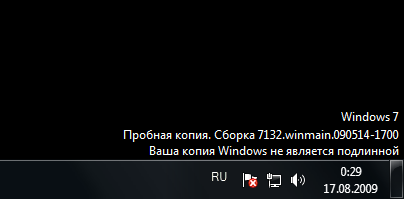 Windows 7
Пробная копия. Сборка 7132.winmain.090514-1700
Ваша копия Windows не является подлинной
RU
0:29
17.08.2009